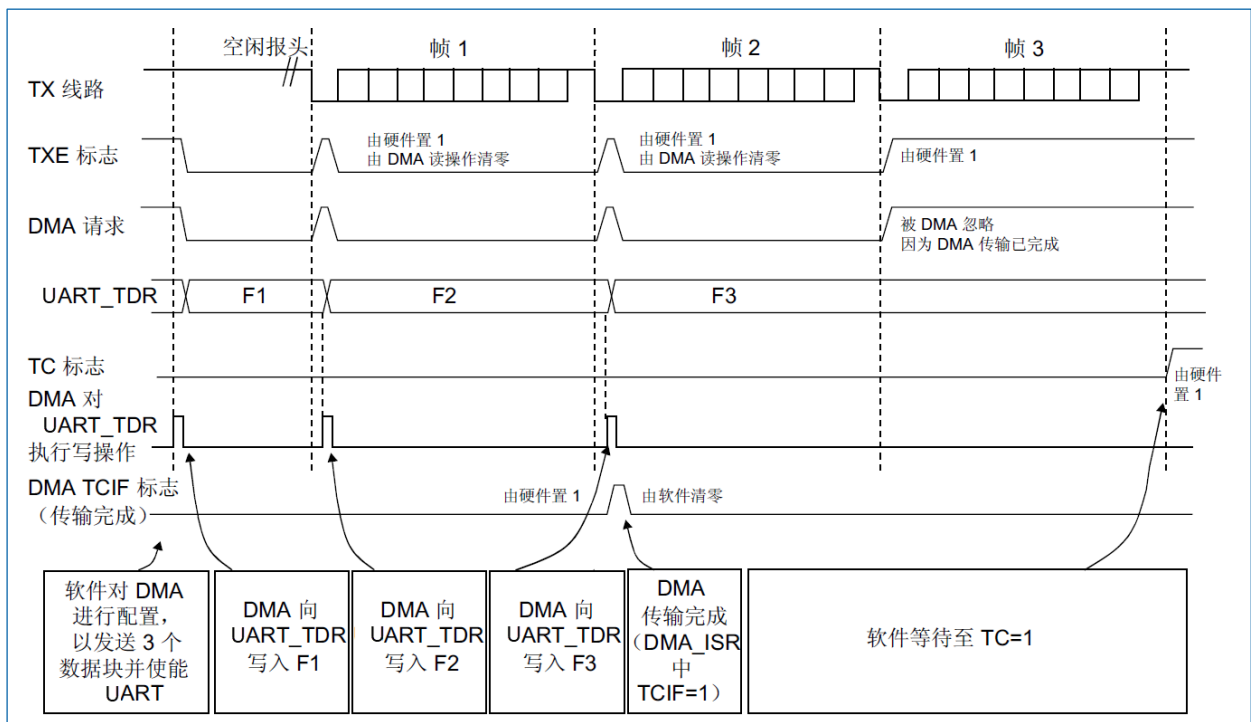 空闲报头
帧 1
帧 2
帧 3
TX 线路
TXE 标志
由硬件置 1
由 DMA 读操作清零
由硬件置 1
由 DMA 读操作清零
由硬件置 1
DMA 请求
被 DMA 忽略
因为 DMA 传输已完成
UART_TDR
F1
F2
F3
TC 标志
由硬件
置 1
DMA 对
UART_TDR
执行写操作
DMA TCIF 标志
（传输完成）
由硬件置 1
由软件清零
软件对 DMA
进行配置，
以发送 3 个
数据块并使能
UART
DMA 向
UART_TDR
写入 F1
DMA 向
UART_TDR
写入 F2
DMA 向
UART_TDR
写入 F3
DMA
传输完成
（DMA_ISR
中
TCIF=1）
软件等待至 TC=1